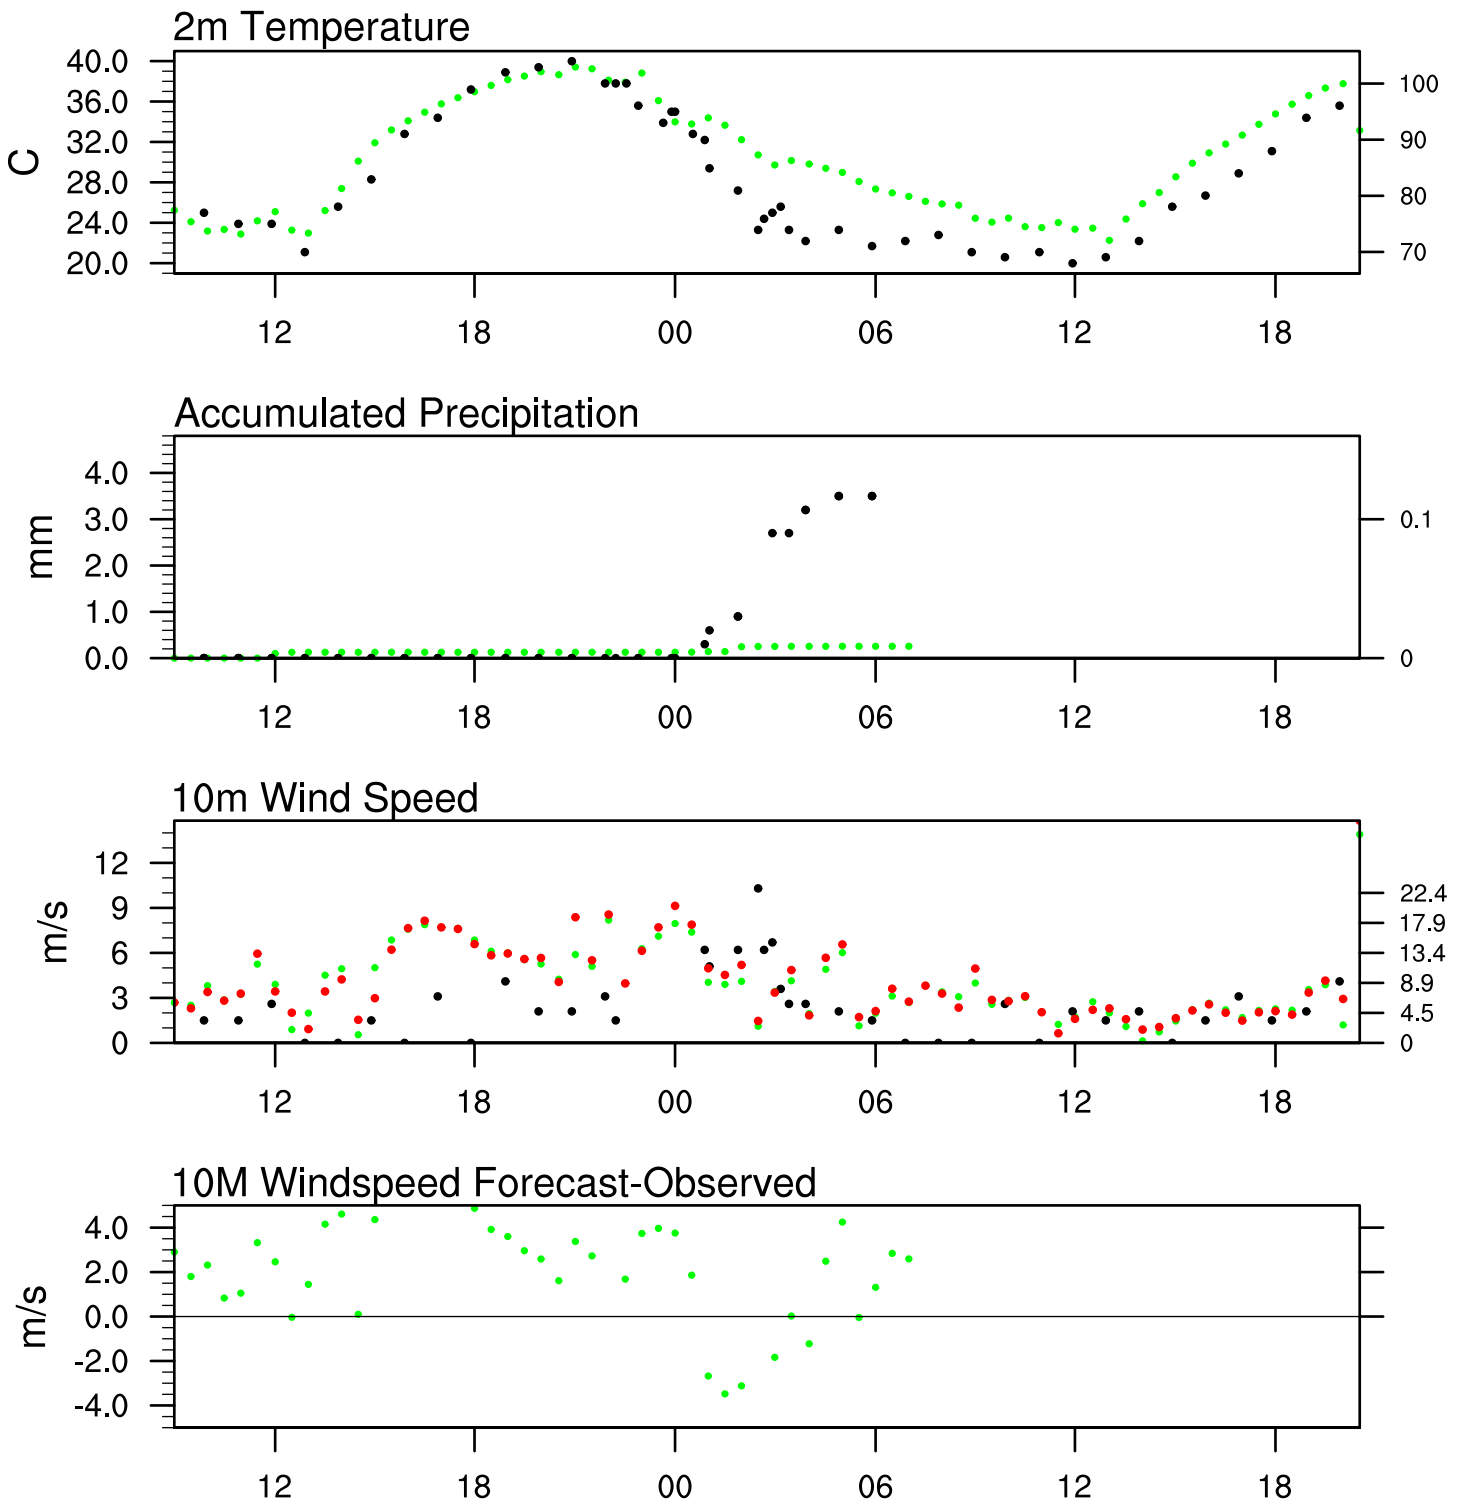 2m Temperature
40.0
36.0
32.0
28.0
24.0
20.0
C
100
90
80
70
12 18 00 06 12 18
Accumulated Precipitation
4.0
3.0
2.0
1.0
0.0
mm
0.1
0
12 18 00 06 12 18
10m Wind Speed
12
9
6
3
0
m/s
22.4
17.9
13.4
8.9
4.5
0
12 18 00 06 12 18
10M Windspeed Forecast-Observed
4.0
2.0
0.0
-2.0
-4.0
m/s
12 18 00 06 12 18